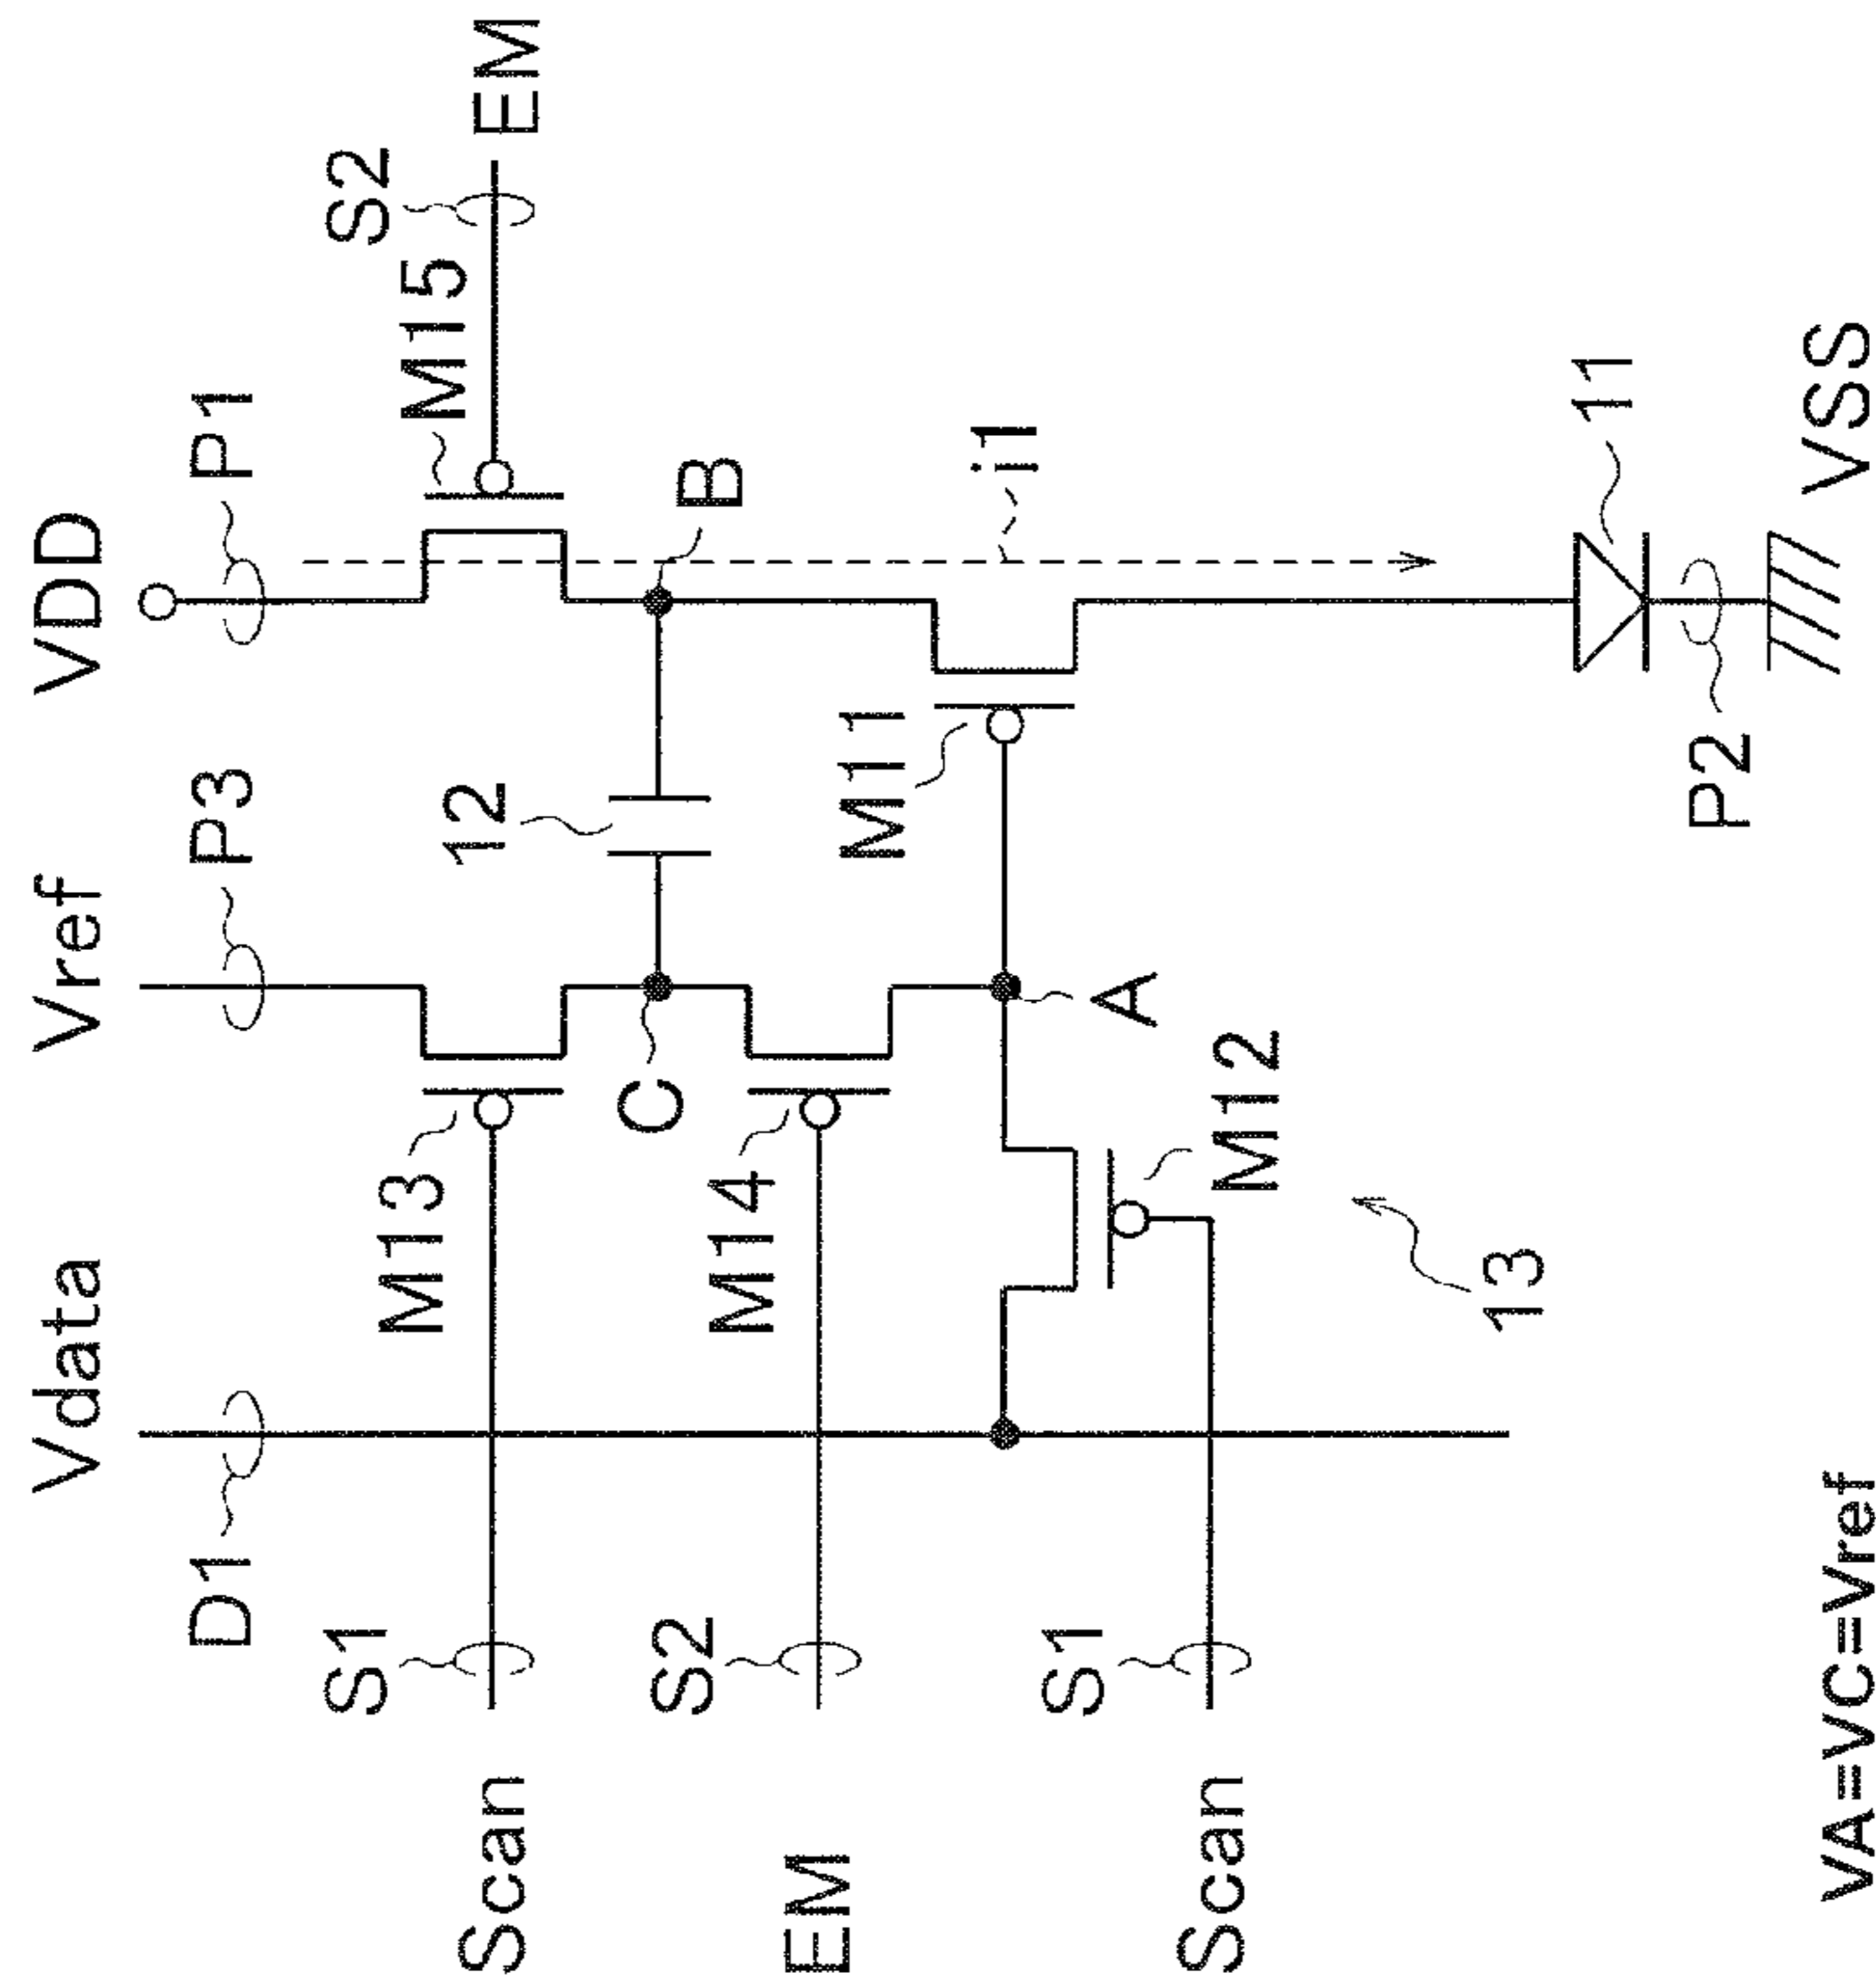 Vdata
Vref
VDD
D1
P3
P1
S1
S2
M13
M15
Scan
12
EM
C
S2
B
M14
EM
M11
i1
S1
A
Scan
M12
13
11
P2
VSS
VA=VC=Vref